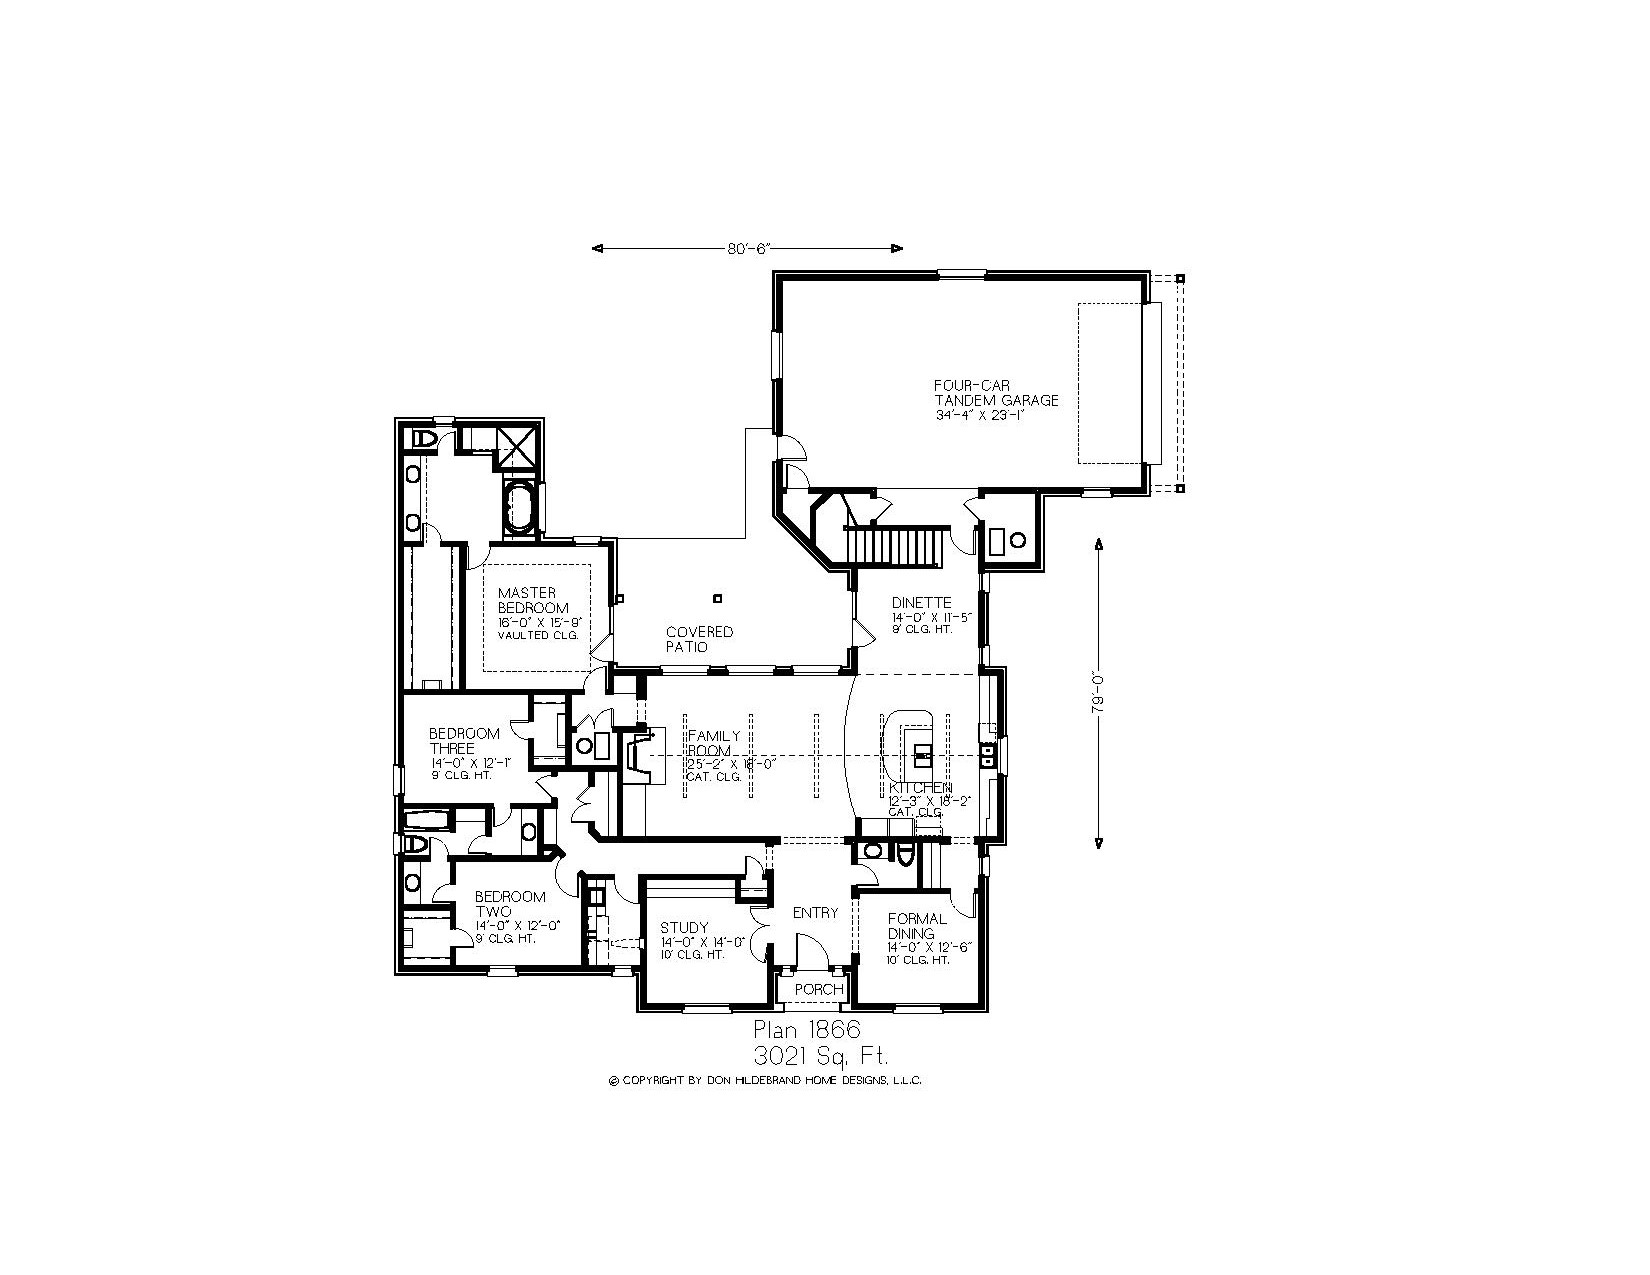 80'-6"
FOUR-CAR
TANDEM GARAGE
34'-4" X 23'-1"
MASTER
BEDROOM
16'-0" X 15'-9"
VAULTED CLG.
COVERED
PATIO
DINETTE
14'-0" X 11'-5"
9' CLG. HT.
79'-0"
BEDROOM
THREE
14'-0" X 12'-1"
9' CLG. HT.
FAMILY
ROOM
25'-2" X 18'-0"
CAT. CLG.
KITCHEN
12'-3" X 18'-2"
CAT. CLG.
BEDROOM
TWO
14'-0" X 12'-0"
9' CLG. HT.
STUDY
14'-0" X 14'-0"
10' CLG. HT.
ENTRY
FORMAL
DINING
14'-0" X 12'-6"
10' CLG. HT.
PORCH
Plan 1866
3021 Sq. Ft.
© COPYRIGHT BY DON HILDEBRAND HOME DESIGNS, L.L.C.